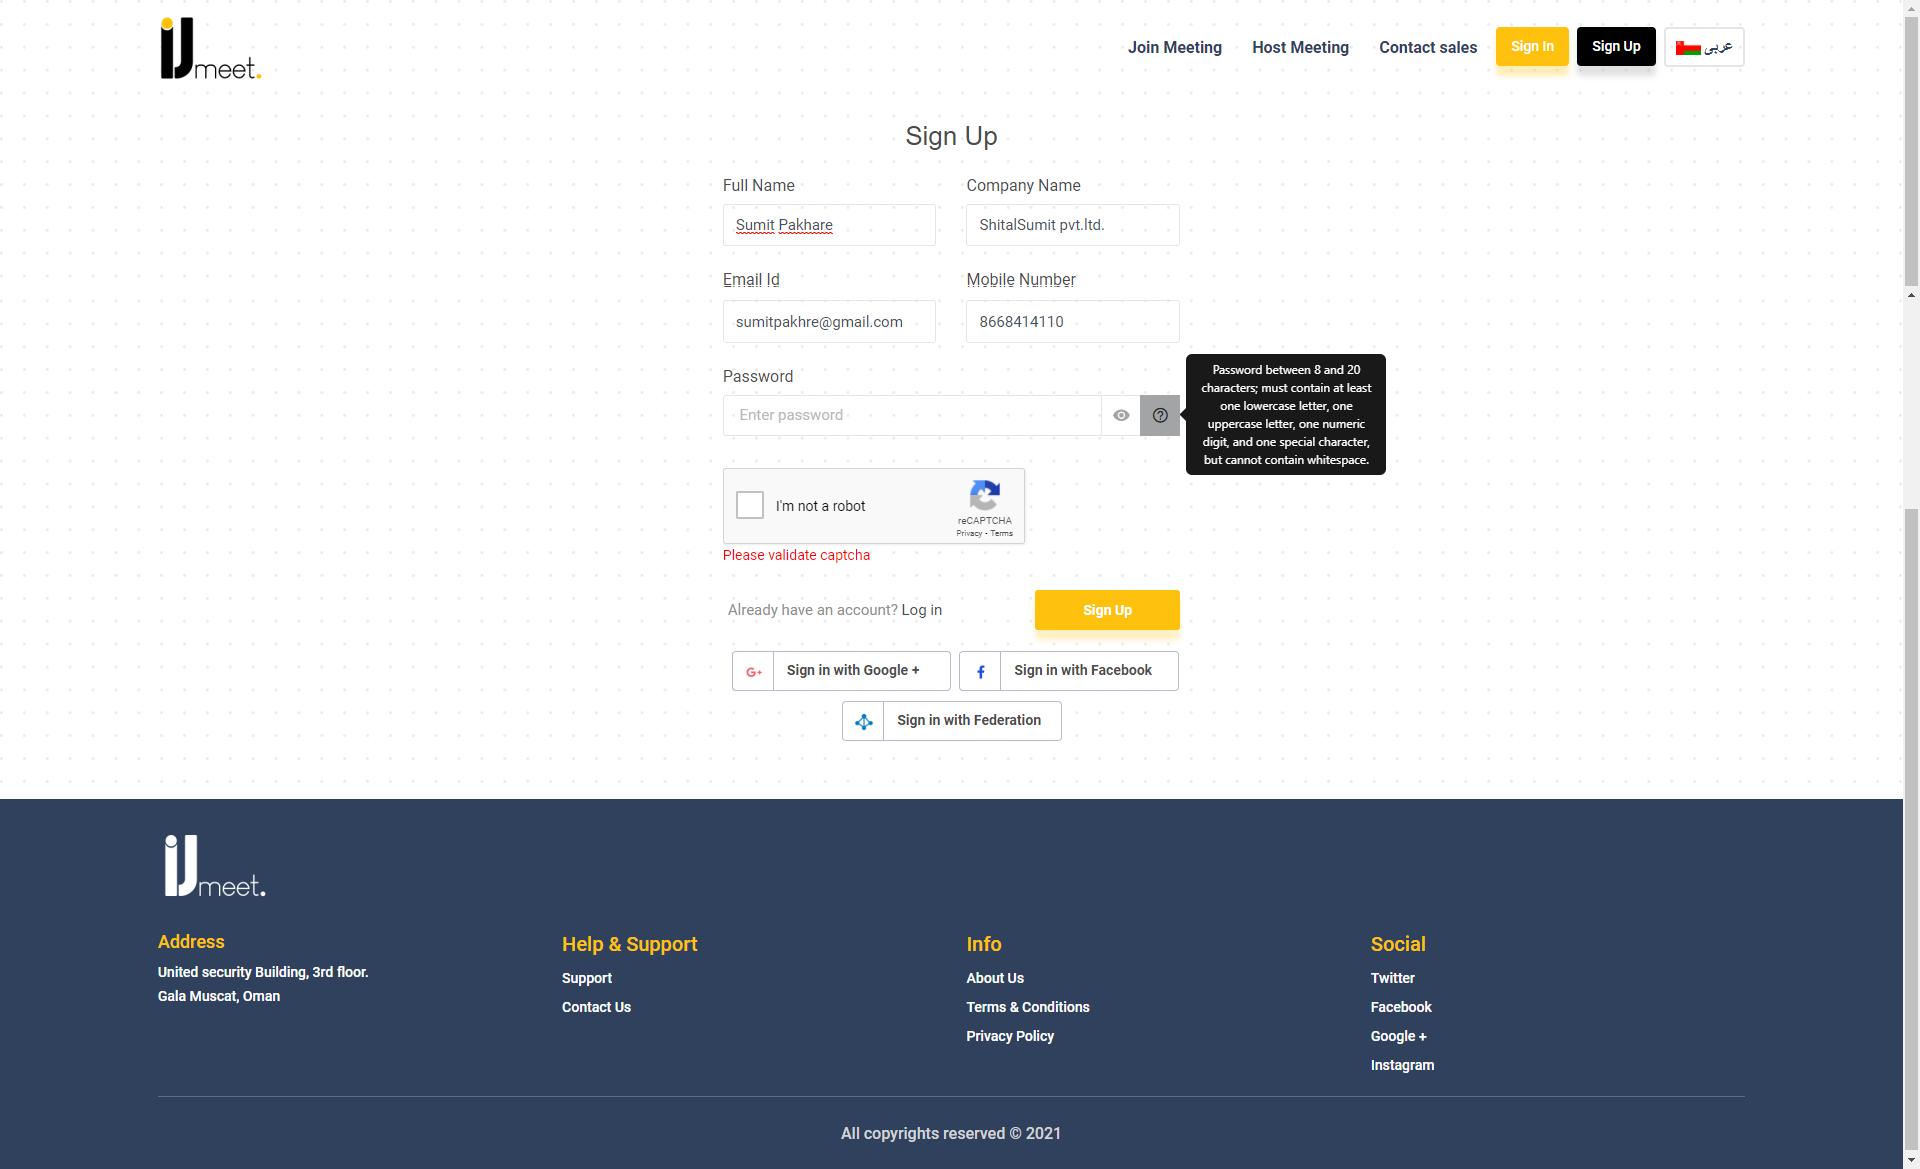 iJmeet.
Join Meeting
Host Meeting
Contact sales
Sign In
Sign Up
عربى
Sign Up
Full Name
Company Name
Sumit Pakhare
ShitalSumit pvt.ltd.
Email Id
Mobile Number
sumitpakhre@gmail.com
8668414110
Password
Enter password
Password between 8 and 20
characters; must contain at least
one lowercase letter, one
uppercase letter, one numeric
digit, and one special character,
but cannot contain whitespace.
I'm not a robot
reCAPTCHA
Privacy - Terms
Please validate captcha
Already have an account? Log in
Sign Up
G+
Sign in with Google +
f
Sign in with Facebook
Sign in with Federation
iJmeet.
Address
United security Building, 3rd floor.
Gala Muscat, Oman
Help & Support
Support
Contact Us
Info
About Us
Terms & Conditions
Privacy Policy
Social
Twitter
Facebook
Google +
Instagram
All copyrights reserved © 2021